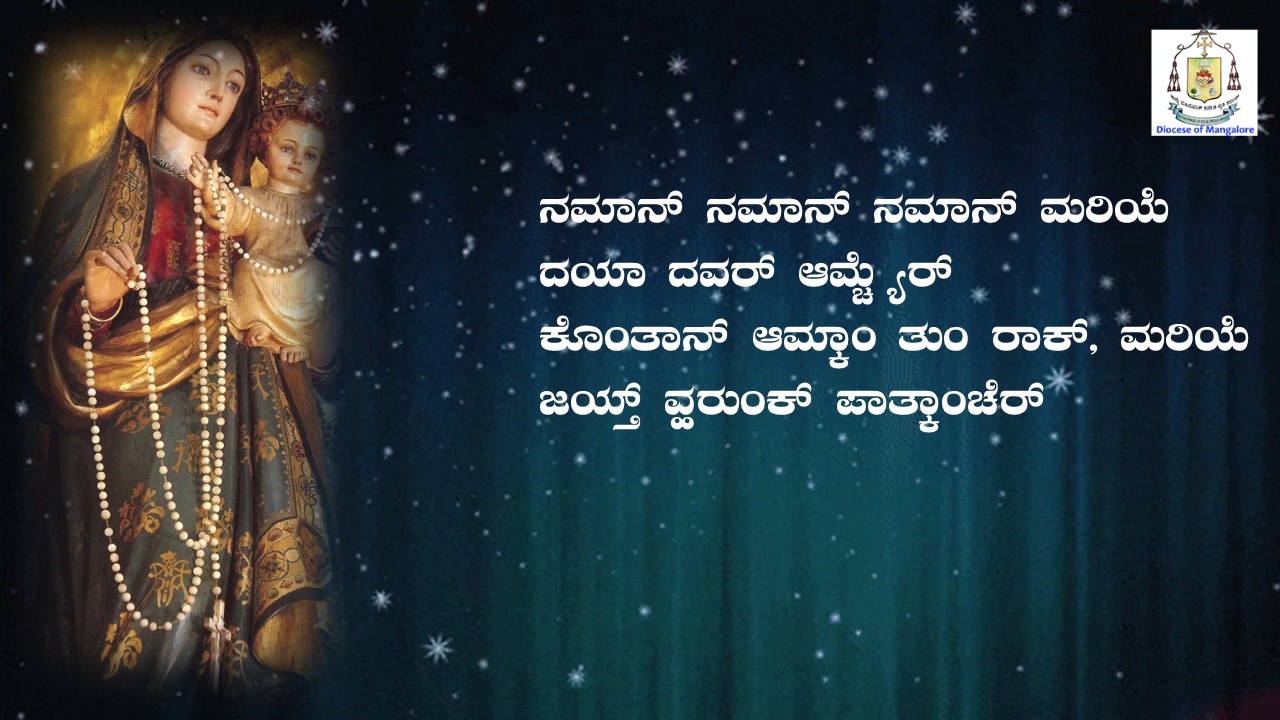 Diocese of Mangalore
ನಮಾನ್ ನಮಾನ್ ನಮಾನ್ ಮರಿಯೆ
ದಯಾ ದವರ್ ಆಮ್ಚ್ಯೆರ್
ಕೊಂತಾನ್ ಆಮ್ಕಾಂ ತುಂ ರಾಕ್, ಮರಿಯೆ
ಜಯ್ತ್ ವ್ಹರುಂಕ್ ಪಾತ್ಕಾಂಚೆರ್